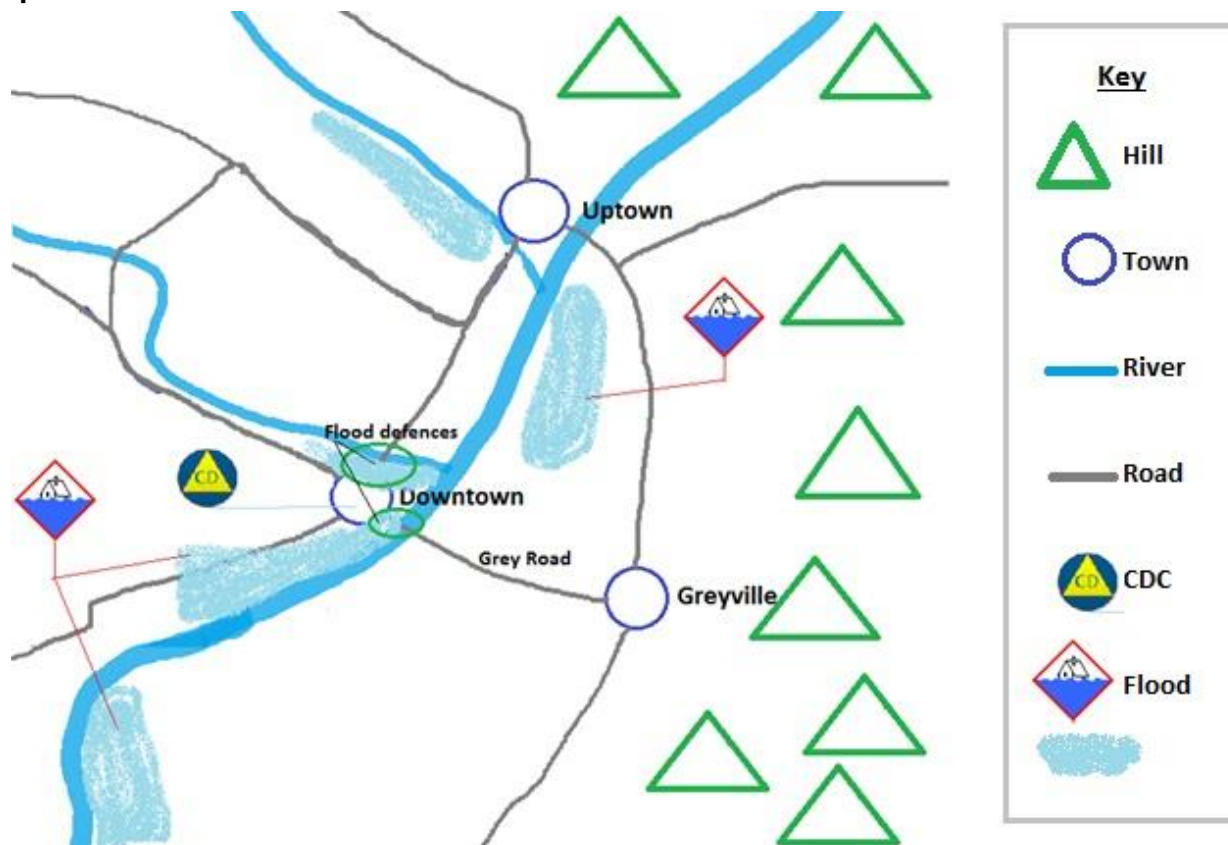 Uptown
Flood defences
CD
Downtown
Grey Road
Greyville
Key
Hill
Town
River
Road
CD
CDC
Flood